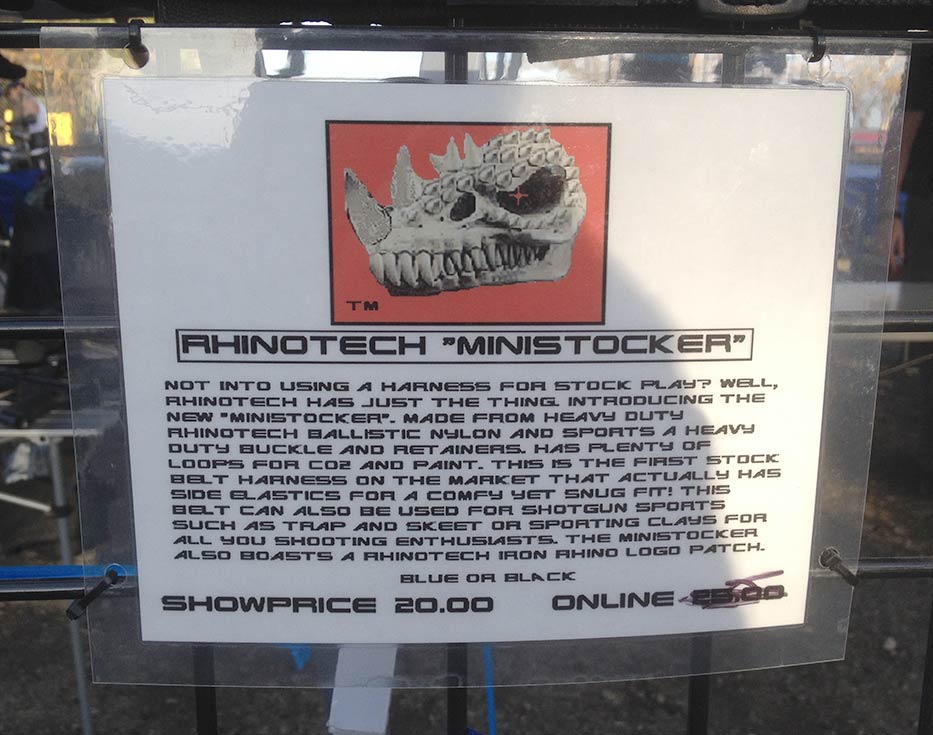 TM
RHINOTECH "MINISTOCKER"
NOT INTO USING A HARNESS FOR STOCK PLAY? WELL,
RHINOTECH HAS JUST THE THING. INTRODUCING THE
NEW "MINISTOCKER". MADE FROM HEAVY DUTY
RHINOTECH BALLISTIC NYLON AND SPORTS A HEAVY
DUTY BUCKLE AND RETAINERS. HAS PLENTY OF
LOOPS FOR CO2 AND PAINT. THIS IS THE FIRST STOCK
BELT HARNESS ON THE MARKET THAT ACTUALLY HAS
SIDE ELASTICS FOR A COMFY YET SNUG FIT! THIS
BELT CAN ALSO BE USED FOR SHOTGUN SPORTS
SUCH AS TRAP AND SKEET OR SPORTING CLAYS FOR
ALL YOU SHOOTING ENTHUSIASTS. THE MINISTOCKER
ALSO BOASTS A RHINOTECH IRON RHINO LOGO PATCH.
BLUE OR BLACK
SHOWPRICE 20.00 ONLINE 25.00